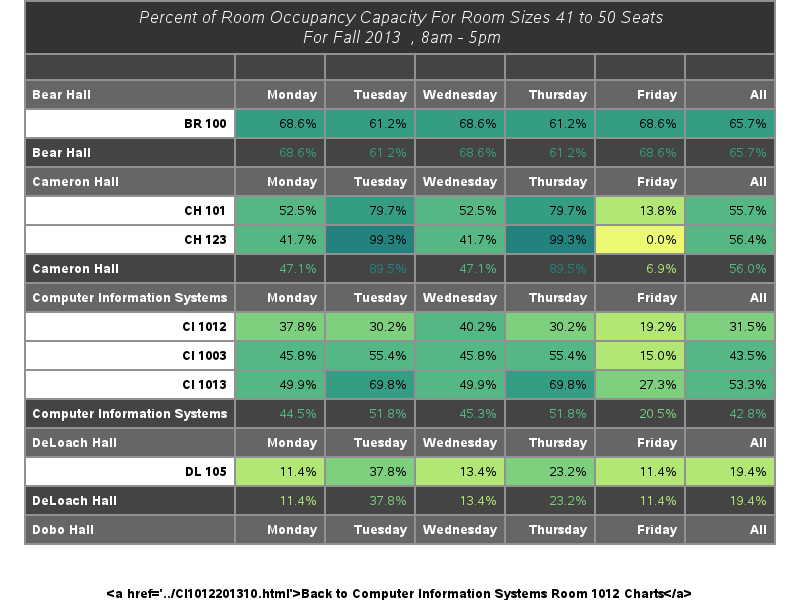 Percent of Room Occupancy Capacity For Room Sizes 41 to 50 Seats
For Fall 2013 , 8am - 5pm
Bear Hall Monday Tuesday Wednesday Thursday Friday All
BR 100 68.6% 61.2% 68.6% 61.2% 68.6% 65.7%
Bear Hall 68.6% 61.2% 68.6% 61.2% 68.6% 65.7%
Cameron Hall Monday Tuesday Wednesday Thursday Friday All
CH 101 52.5% 79.7% 52.5% 79.7% 13.8% 55.7%
CH 123 41.7% 99.3% 41.7% 99.3% 0.0% 56.4%
Cameron Hall 47.1% 89.5% 47.1% 89.5% 6.9% 56.0%
Computer Information Systems Monday Tuesday Wednesday Thursday Friday All
CI 1012 37.8% 30.2% 40.2% 30.2% 19.2% 31.5%
CI 1003 45.8% 55.4% 45.8% 55.4% 15.0% 43.5%
CI 1013 49.9% 69.8% 49.9% 69.8% 27.3% 53.3%
Computer Information Systems 44.5% 51.8% 45.3% 51.8% 20.5% 42.8%
DeLoach Hall Monday Tuesday Wednesday Thursday Friday All
DL 105 11.4% 37.8% 13.4% 23.2% 11.4% 19.4%
DeLoach Hall 11.4% 37.8% 13.4% 23.2% 11.4% 19.4%
Dobo Hall Monday Tuesday Wednesday Thursday Friday All
&lt;a href='../CI1012201310.html'&gt;Back to Computer Information Systems Room 1012 Charts&lt;/a&gt;